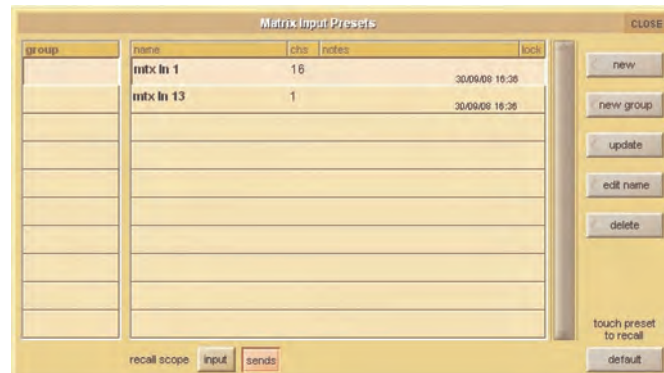 Matrix Input Presets
CLOSE
group
name chs notes lock
mtx In 1 16 30/09/08 16:36
mtx In 13 1 30/09/08 16:36
new
new group
update
edit name
delete
touch preset
to recall
default
recall scope input sends